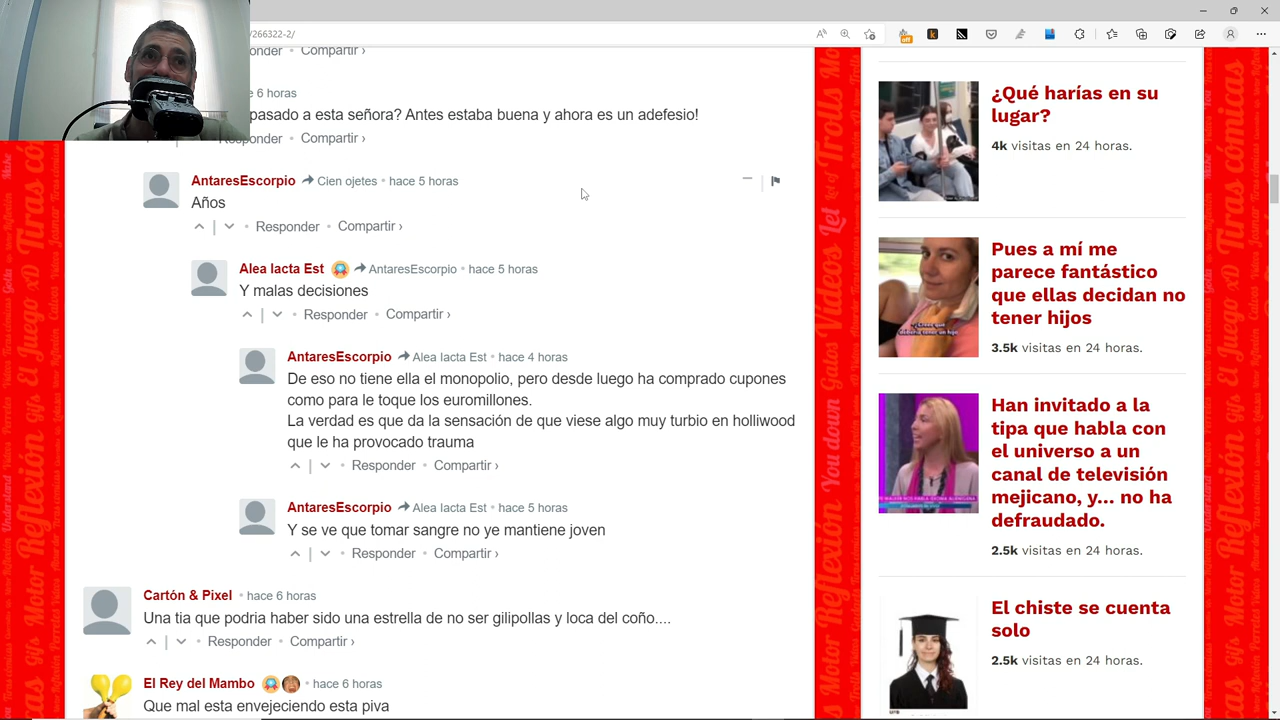 /266322-2/
off
ponder • Compartir ›
ce 6 horas
pasado a esta señora? Antes estaba buena y ahora es un adefesio!
Responder • Compartir ›
AntaresEscorpio Cien ojetes • hace 5 horas
Años
Responder • Compartir ›
Alea Iacta Est AntaresEscorpio • hace 5 horas
Y malas decisiones
Responder • Compartir ›
AntaresEscorpio Alea Iacta Est • hace 4 horas
De eso no tiene ella el monopolio, pero desde luego ha comprado cupones
como para le toque los euromillones.
La verdad es que da la sensación de que viese algo muy turbio en holliwood
que le ha provocado trauma
Responder • Compartir ›
AntaresEscorpio Alea Iacta Est • hace 5 horas
Y se ve que tomar sangre no ye mantiene joven
Responder • Compartir ›
Cartón & Pixel • hace 6 horas
Una tia que podria haber sido una estrella de no ser gilipollas y loca del coño....
Responder • Compartir ›
El Rey del Mambo • hace 6 horas
Que mal esta envejeciendo esta piva
¿Qué harías en su
lugar?
4k visitas en 24 horas.
Pues a mí me
parece fantástico
que ellas decidan no
tener hijos
3.5k visitas en 24 horas.
Han invitado a la
tipa que habla con
el universo a un
canal de televisión
mejicano, y... no ha
defraudado.
2.5k visitas en 24 horas.
El chiste se cuenta
solo
2.5k visitas en 24 horas.